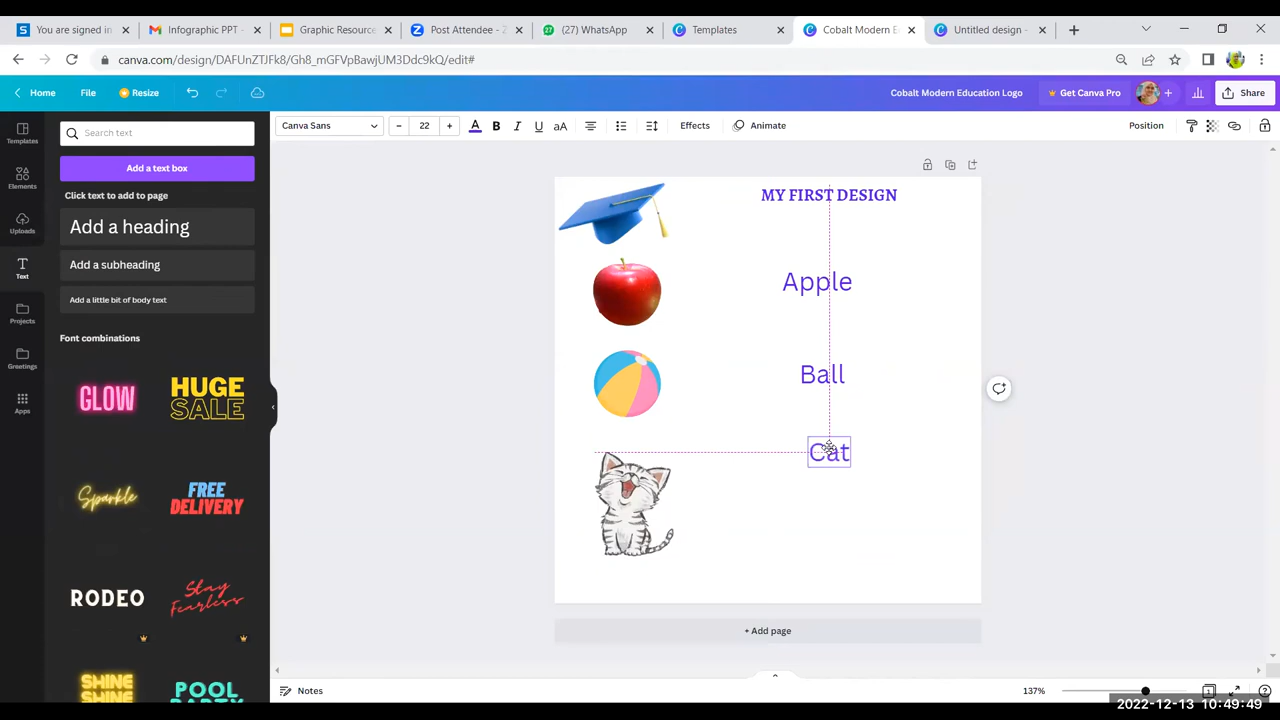 You are signed in
Infographic PPT -
Graphic Resource
Post Attendee - Z
(27) WhatsApp
Templates
Cobalt Modern E
Untitled design -
canva.com/design/DAFUnZTJFk8/Gh8_mGFVpBawjUM3Ddc9kQ/edit#
Home
File
Resize
Cobalt Modern Education Logo
Get Canva Pro
Share
Templates
Elements
Uploads
Text
Projects
Greetings
Apps
Search text
Add a text box
Click text to add to page
Add a heading
Add a subheading
Add a little bit of body text
Font combinations
GLOW
HUGE
SALE
Sparkle
FREE
DELIVERY
RODEO
Stay
Fearless
SHINE
SHINE
POOL
PARTY
Canva Sans
22
A
B
I
U
aA
Effects
Animate
Position
MY FIRST DESIGN
Apple
Ball
Cat
+ Add page
Notes
137%
1
2022-12-13 10:49:49